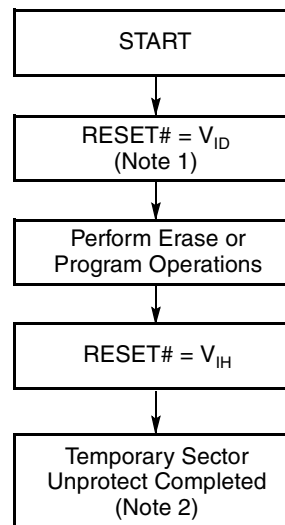 START
RESET# = VID
(Note 1)
Perform Erase or
Program Operations
RESET# = VIH
Temporary Sector
Unprotect Completed
(Note 2)